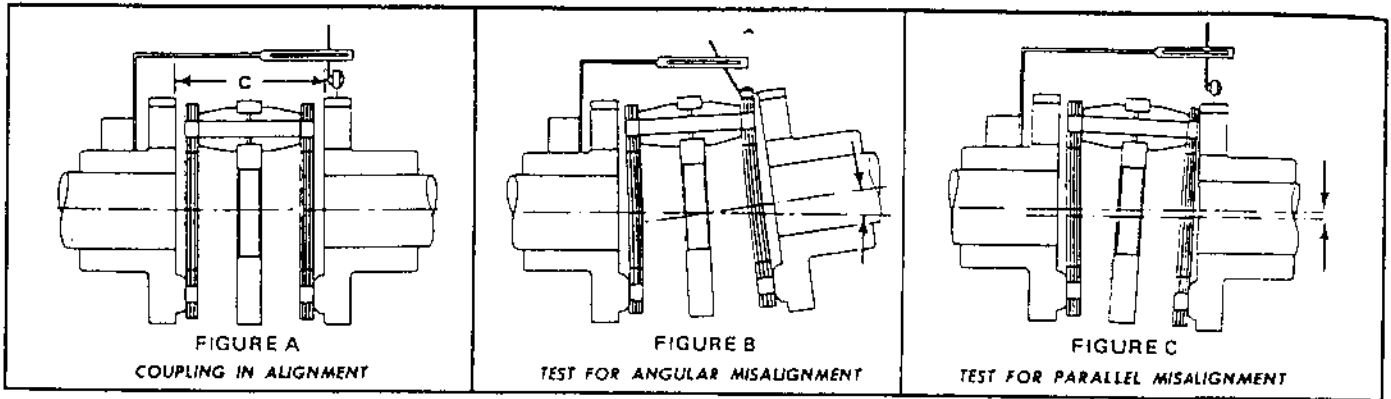 C
FIGURE A
COUPLING IN ALIGNMENT
FIGURE B
TEST FOR ANGULAR MISALIGNMENT
FIGURE C
TEST FOR PARALLEL MISALIGNMENT